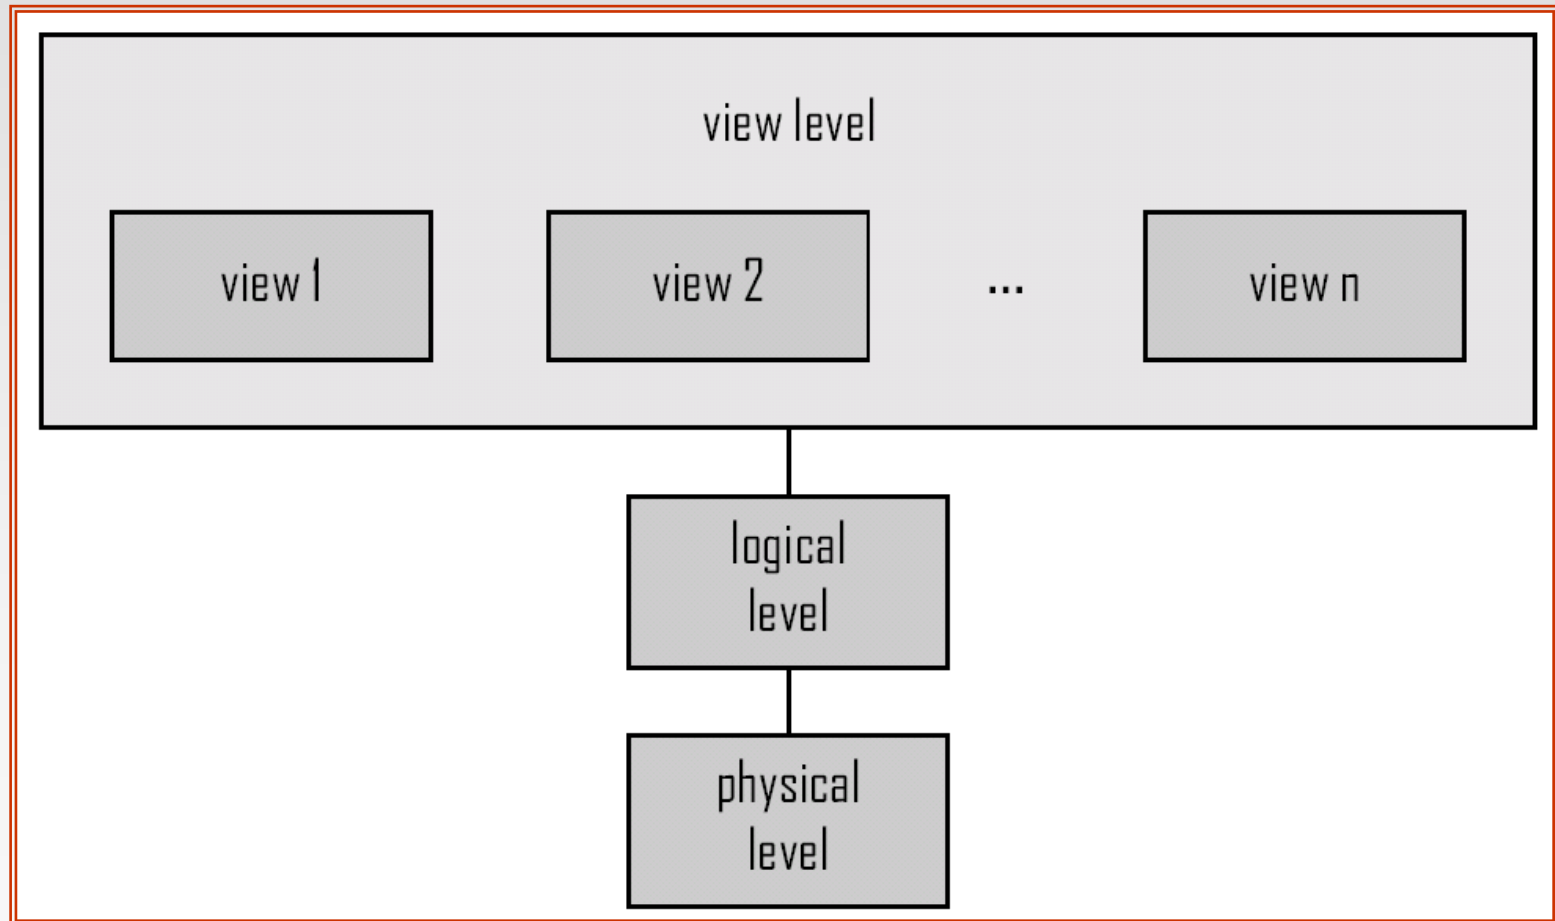 view level
view 1
view 2
...
view n
logical
level
physical
level